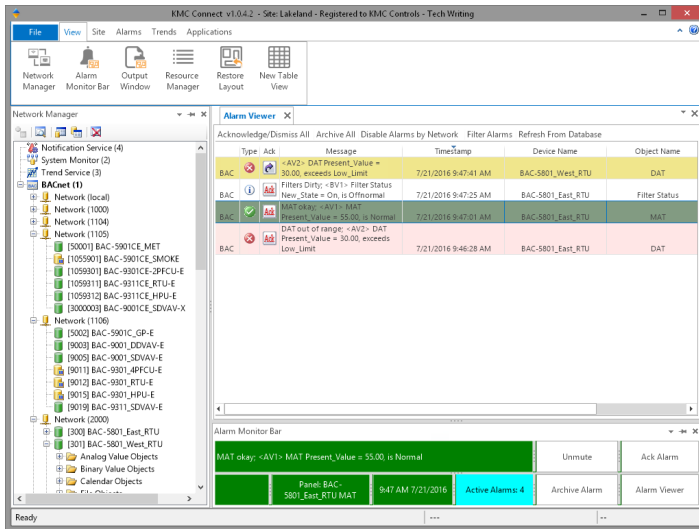 KMC Connect v1.0.4.2 - Site: Lakeland - Registered to KMC Controls - Tech Writing
File View Site Alarms Trends Applications
Network Manager
Alarm Monitor Bar
Output Window
Resource Manager
Restore Layout
New Table View
Network Manager
Notification Service (4)
System Monitor (2)
Trend Service (3)
BACnet (1)
Network (local)
Network (1000)
Network (1104)
Network (1105)
[50001] BAC-5901CE_MET
[1055901] BAC-5901CE_SMOKE
[1059301] BAC-9301CE-2PFCU-E
[1059311] BAC-9311CE_RTU-E
[1059312] BAC-9311CE_HPU-E
[3000003] BAC-9001CE_SDVAV-X
Network (1106)
[5002] BAC-5901C_GP-E
[9003] BAC-9001_DDVAV-E
[9005] BAC-9001_SDVAV-E
[9011] BAC-9301_4PFCU-E
[9012] BAC-9301_RTU-E
[9015] BAC-9301_HPU-E
[9019] BAC-9311_SDVAV-E
Network (2000)
[300] BAC-5801_East_RTU
[301] BAC-5801_West_RTU
Analog Value Objects
Binary Value Objects
Calendar Objects
Alarm Viewer
Acknowledge/Dismiss All Archive All Disable Alarms by Network Filter Alarms Refresh From Database
Type Ack Message Timestamp Device Name Object Name
<AV2> DAT Present_Value =
BAC 30.00, exceeds Low_Limit 7/21/2016 9:47:41 AM BAC-5801_West_RTU DAT
Filters Dirty; <BV1> Filter Status
BAC Ack New_State = On, is Offnormal 7/21/2016 9:47:25 AM BAC-5801_East_RTU Filter Status
MAT okay; <AV1> MAT
BAC Ack Present_Value = 55.00, is Normal 7/21/2016 9:47:01 AM BAC-5801_East_RTU MAT
DAT out of range; <AV2> DAT
Ack Present_Value = 30.00, exceeds
BAC Low_Limit 7/21/2016 9:46:28 AM BAC-5801_East_RTU DAT
Alarm Monitor Bar
MAT okay; <AV1> MAT Present_Value = 55.00, is Normal
Unmute
Ack Alarm
Panel: BAC-
5801_East_RTU MAT
9:47 AM 7/21/2016
Active Alarms: 4
Archive Alarm
Alarm Viewer
Ready
---
--